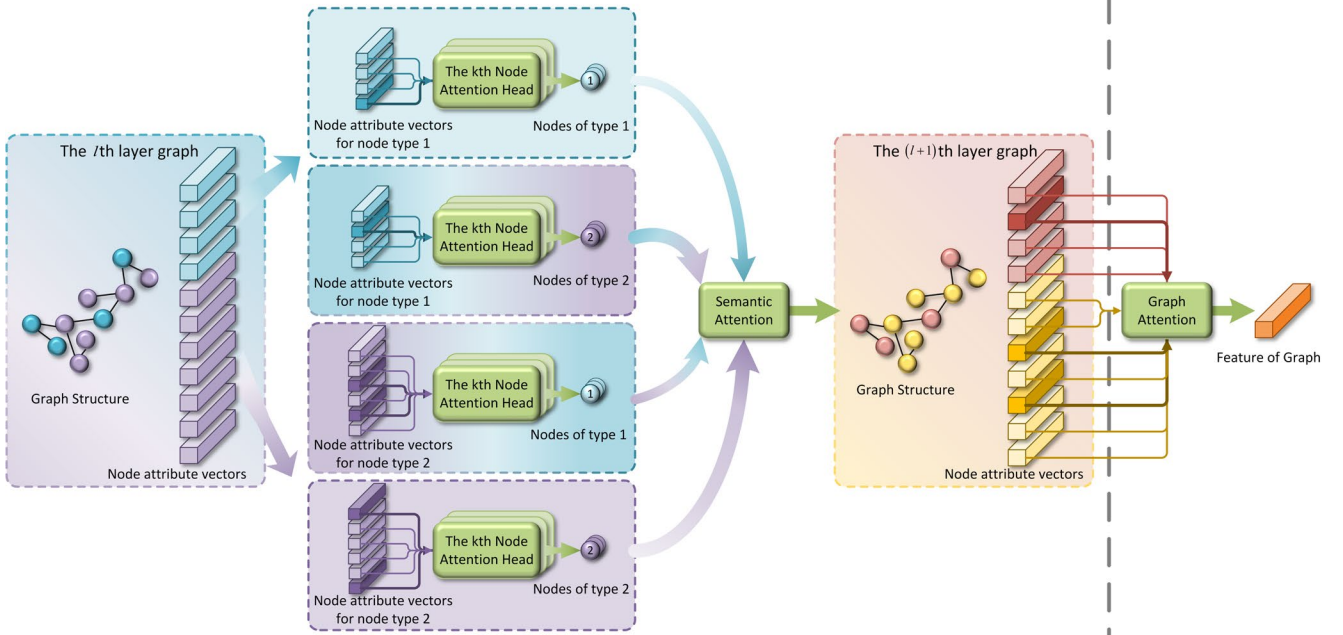 The lth layer graph
Graph Structure
Node attribute vectors
Node attribute vectors
for node type 1
The kth Node
Attention Head
1
Nodes of type 1
Node attribute vectors
for node type 1
The kth Node
Attention Head
2
Nodes of type 2
Node attribute vectors
for node type 2
The kth Node
Attention Head
1
Nodes of type 1
Node attribute vectors
for node type 2
The kth Node
Attention Head
2
Nodes of type 2
Semantic
Attention
The (l+1)th layer graph
Graph Structure
Node attribute vectors
Graph
Attention
Feature of Graph